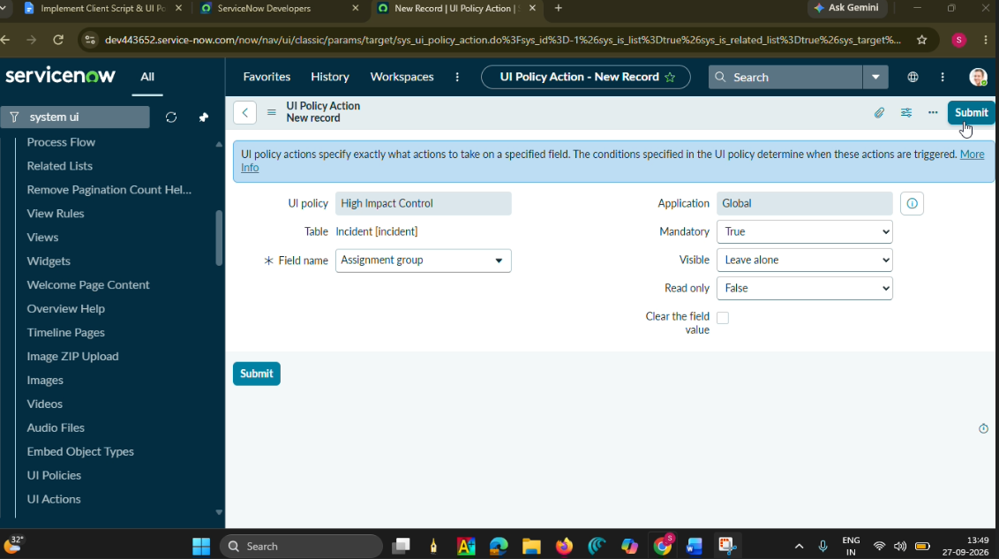 Implement Client Script & UI Po
ServiceNow Developers
New Record | UI Policy Action |
Ask Gemini
dev443652.service-now.com/now/nav/ui/classic/params/target/sys_ui_policy_action.do%3Fsys_id%3D-1%26sys_is_list%3Dtrue%26sys_is_related_list%3Dtrue%26sys_target%...
S
servicenow
All
Favorites
History
Workspaces
UI Policy Action - New Record
Search
system ui
UI Policy Action
New record
Submit
Process Flow
Related Lists
Remove Pagination Count Hel...
View Rules
Views
Widgets
Welcome Page Content
Overview Help
Timeline Pages
Image ZIP Upload
Images
Videos
Audio Files
Embed Object Types
UI Policies
UI Actions
UI policy actions specify exactly what actions to take on a specified field. The conditions specified in the UI policy determine when these actions are triggered. More
Info
UI policy High Impact Control
Table Incident [incident]
Field name Assignment group
Application Global
Mandatory True
Visible Leave alone
Read only False
Clear the field
value
Submit
32°
Search
S
ENG
IN
13:49
27-09-2026